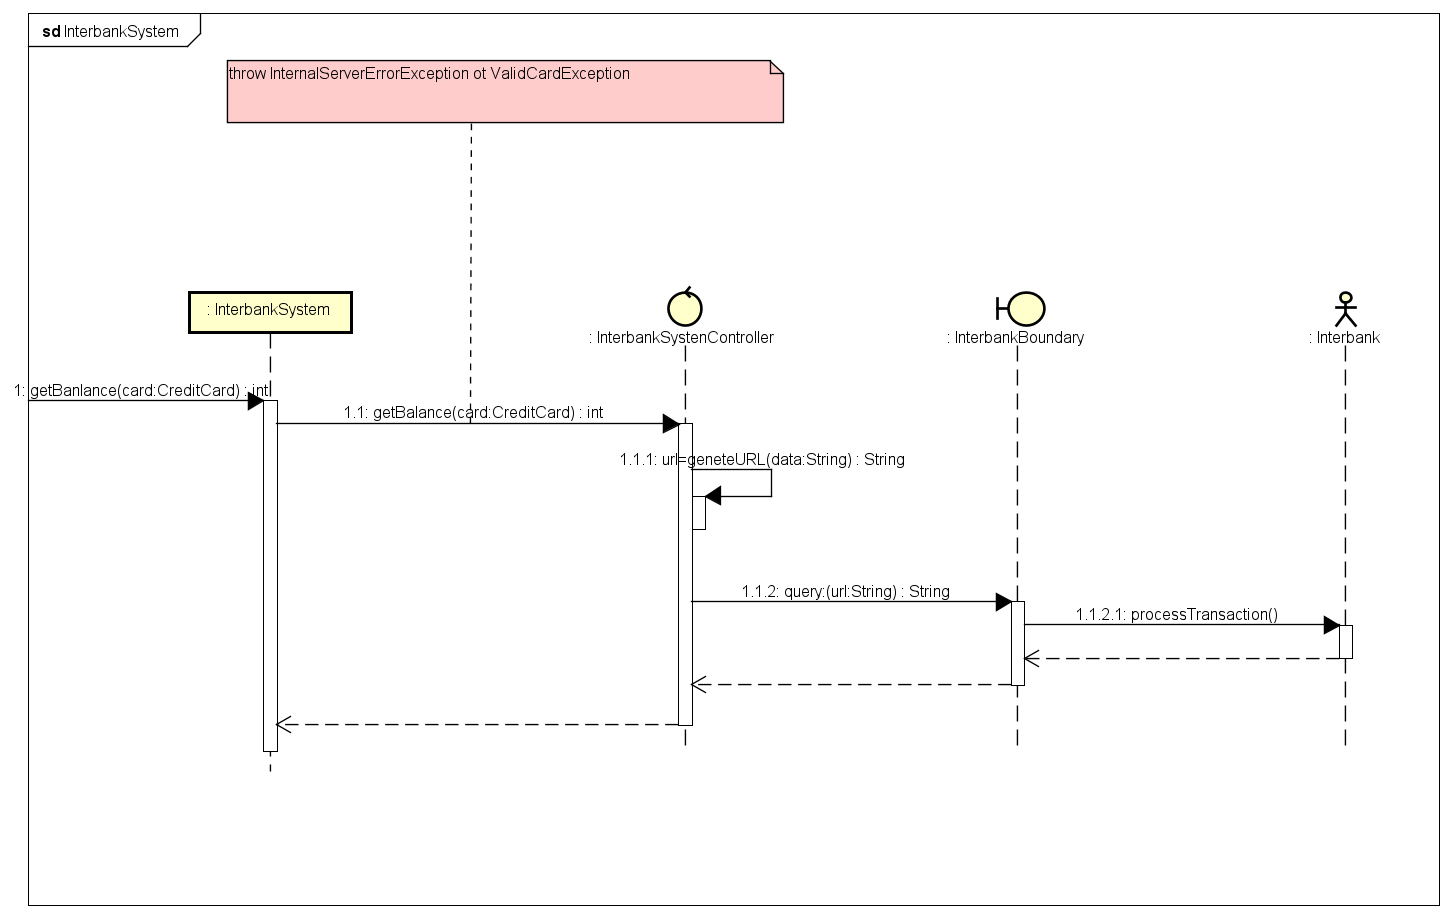 sd InterbankSystem
throw InternalServerErrorException ot ValidCardException
: InterbankSystem
: InterbankSystenController
: InterbankBoundary
: Interbank
1: getBanlance(card:CreditCard) : int
1.1: getBalance(card:CreditCard) : int
1.1.1: url=geneteURL(data:String) : String
1.1.2: query:(url:String) : String
1.1.2.1: processTransaction()